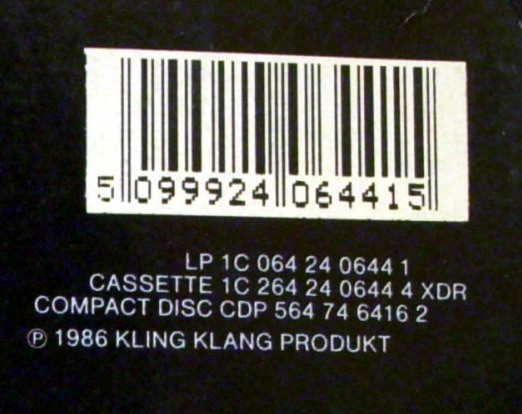 5 099924 064415
LP 1C 064 24 0644 1
CASSETTE 1C 264 24 0644 4 XDR
COMPACT DISC CDP 564 74 6416 2
℗ 1986 KLING KLANG PRODUKT